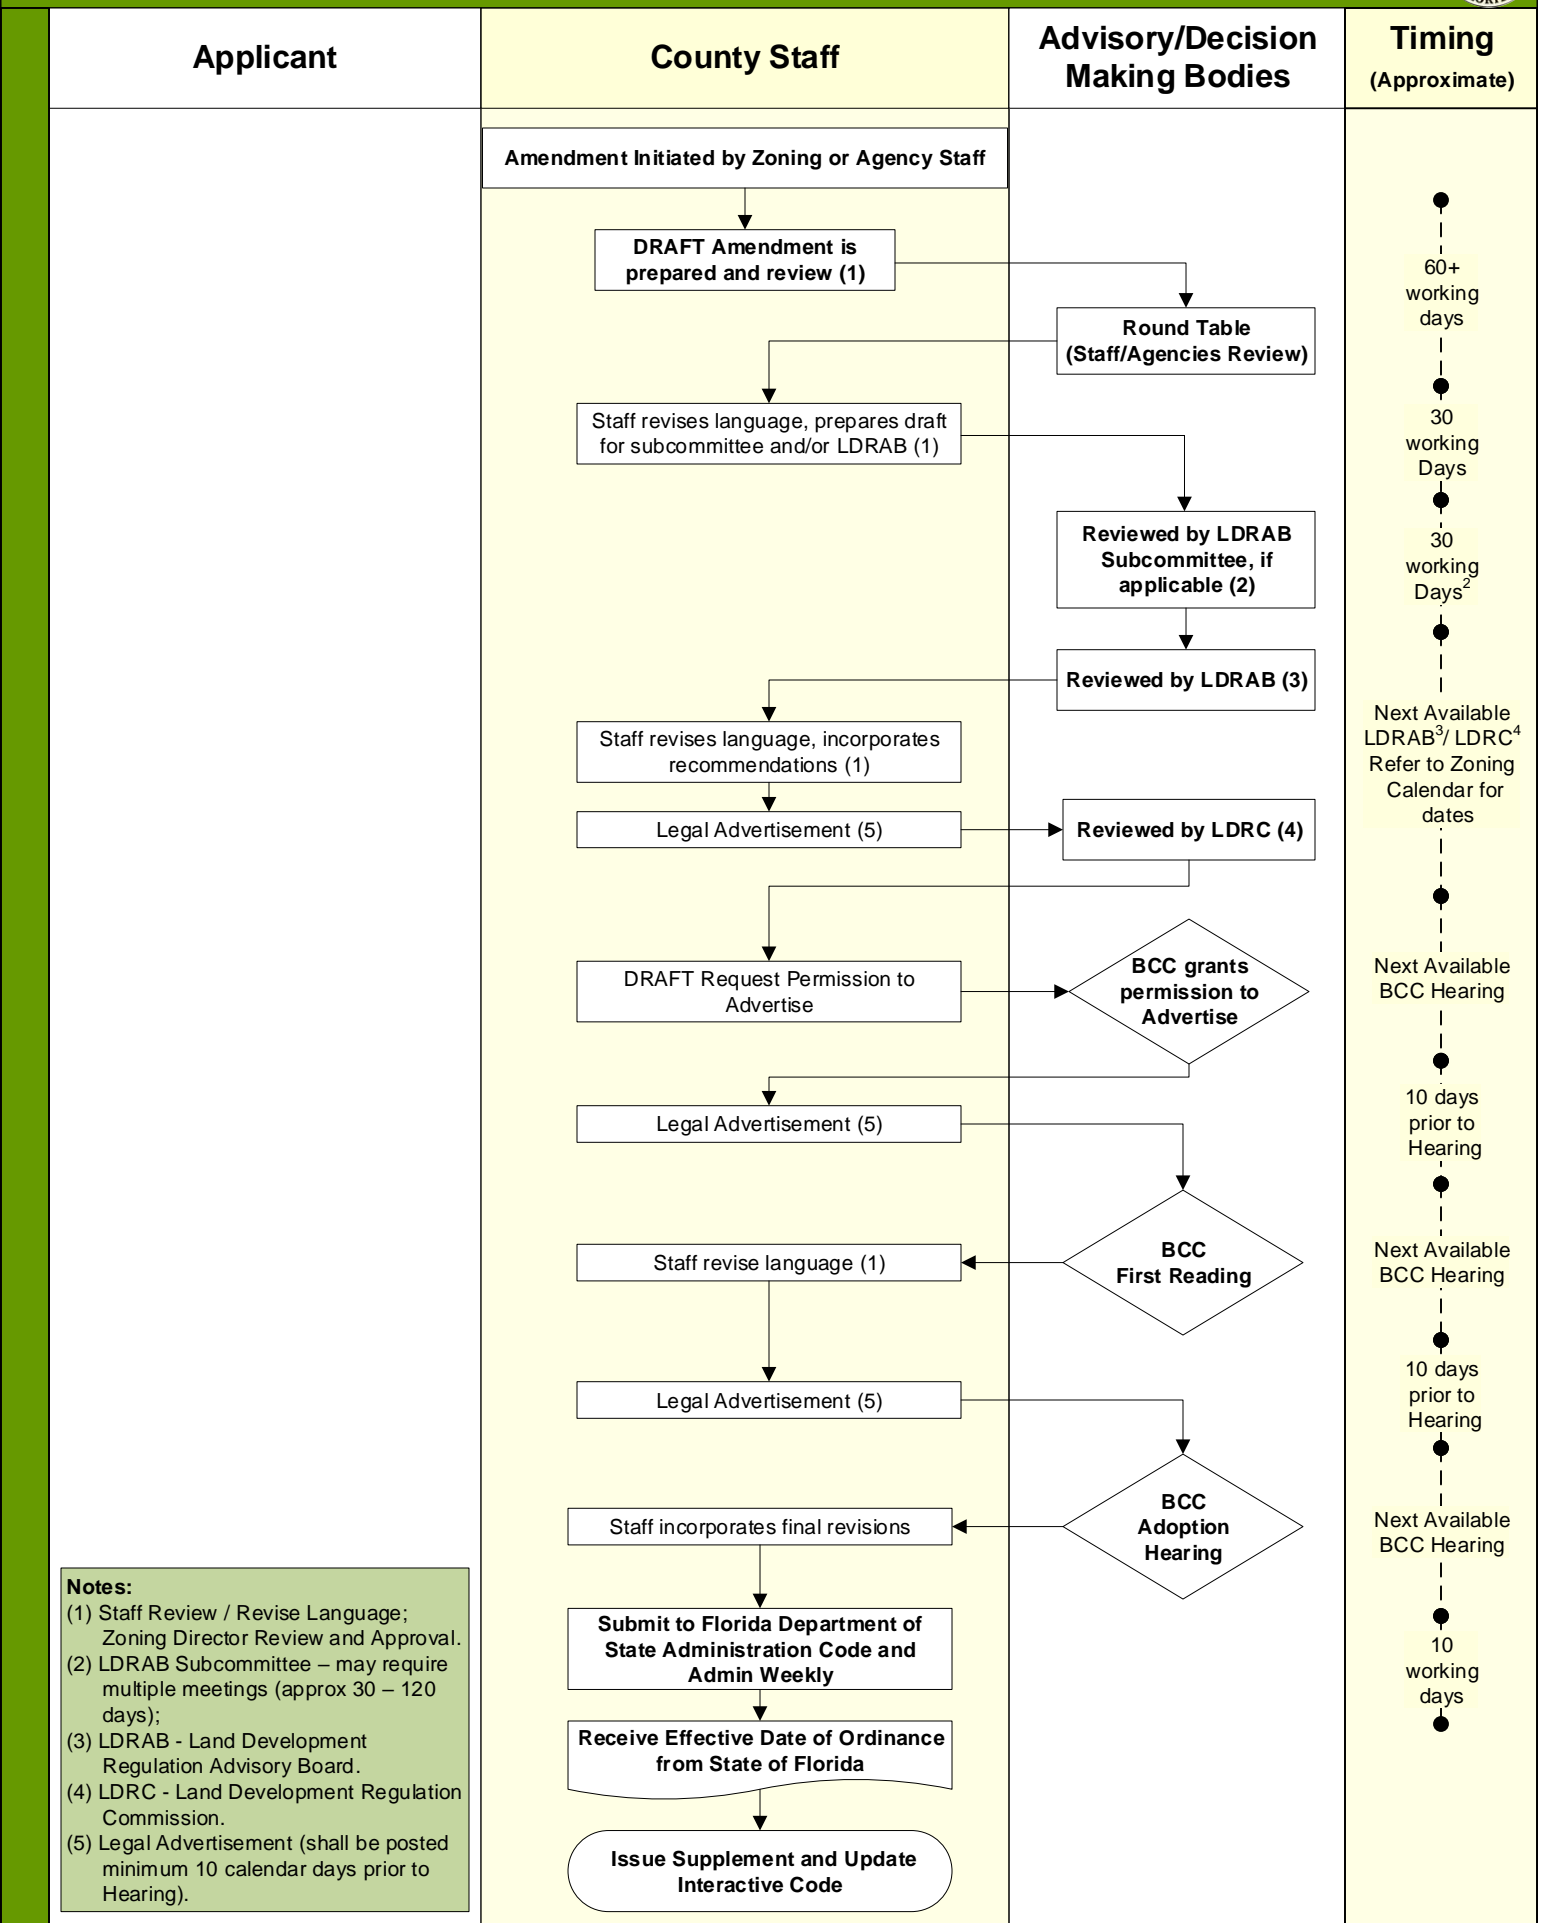 Applicant
County Staff
Advisory/Decision
Making Bodies
Timing
(Approximate)
Amendment Initiated by Zoning or Agency Staff
DRAFT Amendment is
prepared and review (1)
60+
working
days
Round Table
(Staff/Agencies Review)
Staff revises language, prepares draft
for subcommittee and/or LDRAB (1)
30
working
Days
Reviewed by LDRAB
Subcommittee, if
applicable (2)
30
working
Days2
Reviewed by LDRAB (3)
Staff revises language, incorporates
recommendations (1)
Next Available
LDRAB3/ LDRC4
Refer to Zoning
Calendar for
dates
Legal Advertisement (5)
Reviewed by LDRC (4)
DRAFT Request Permission to
Advertise
BCC grants
permission to
Advertise
Next Available
BCC Hearing
Legal Advertisement (5)
10 days
prior to
Hearing
BCC
First Reading
Staff revise language (1)
Next Available
BCC Hearing
Legal Advertisement (5)
10 days
prior to
Hearing
BCC
Adoption
Hearing
Staff incorporates final revisions
Next Available
BCC Hearing
Submit to Florida Department of
State Administration Code and
Admin Weekly
10
working
days
Receive Effective Date of Ordinance
from State of Florida
Issue Supplement and Update
Interactive Code
Notes:
(1) Staff Review / Revise Language;
Zoning Director Review and Approval.
(2) LDRAB Subcommittee – may require
multiple meetings (approx 30 – 120
days);
(3) LDRAB - Land Development
Regulation Advisory Board.
(4) LDRC - Land Development Regulation
Commission.
(5) Legal Advertisement (shall be posted
minimum 10 calendar days prior to
Hearing).